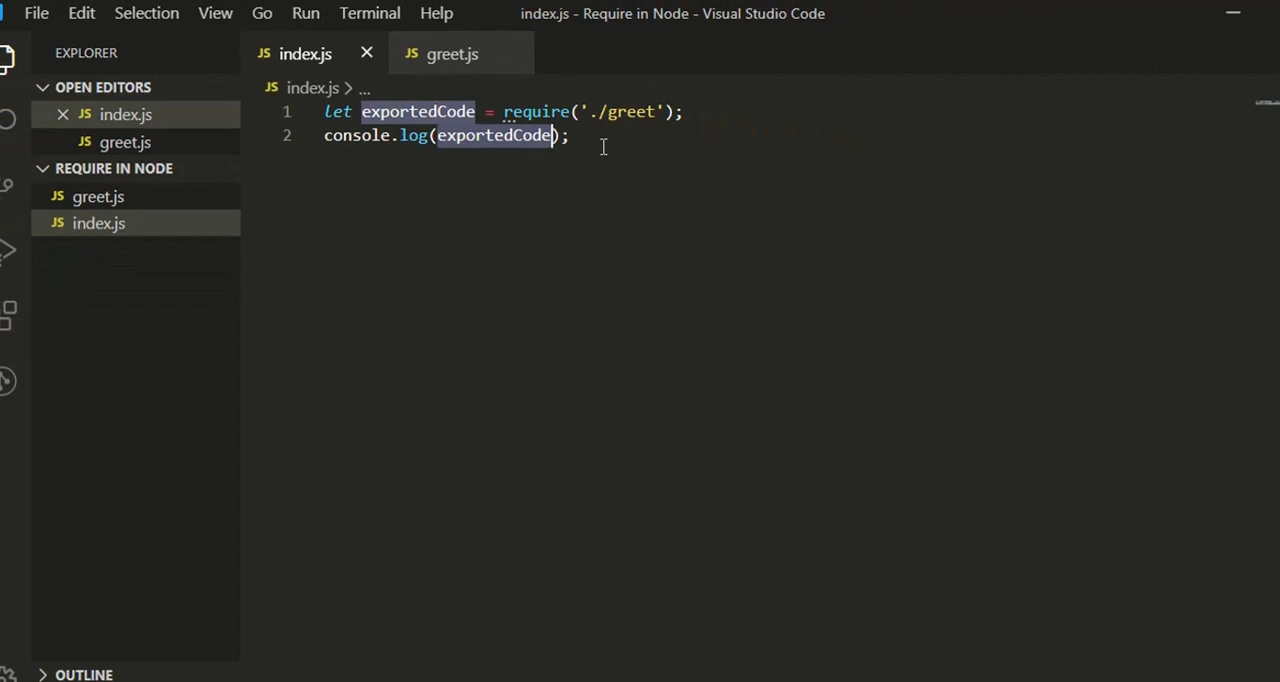 File Edit Selection View Go Run Terminal Help index.js - Require in Node - Visual Studio Code
EXPLORER
JS index.js JS greet.js
OPEN EDITORS
JS index.js > ...
JS index.js
JS greet.js
1 let exportedCode = require('./greet');
2 console.log(exportedCode);
REQUIRE IN NODE
JS greet.js
JS index.js
OUTLINE